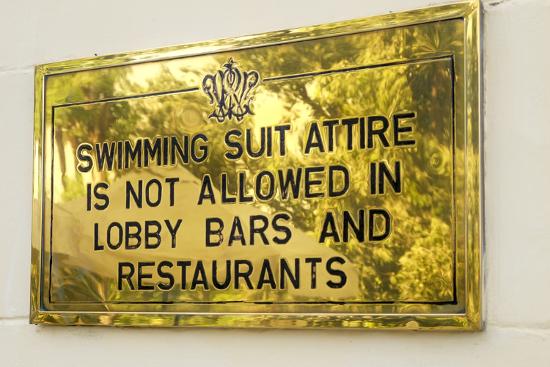 SWIMMING SUIT ATTIRE
IS NOT ALLOWED IN
LOBBY BARS AND
RESTAURANTS